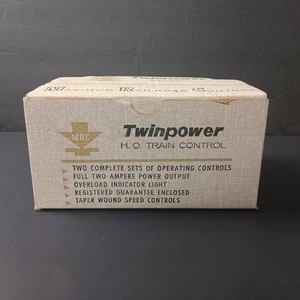 MRC
Twinpower
H.O. TRAIN CONTROL
TWO COMPLETE SETS OF OPERATING CONTROLS
FULL TWO AMPERE POWER OUTPUT
OVERLOAD INDICATOR LIGHT
REGISTERED GUARANTEE ENCLOSED
TAPER WOUND SPEED CONTROLS